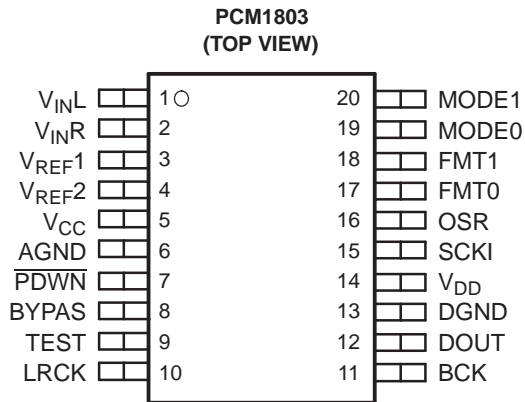 PCM1803
(TOP VIEW)
VINL 1 20 MODE1
VINR 2 19 MODE0
VREF1 3 18 FMT1
VREF2 4 17 FMT0
VCC 5 16 OSR
AGND 6 15 SCKI
PDWN 7 14 VDD
BYPAS 8 13 DGND
TEST 9 12 DOUT
LRCK 10 11 BCK